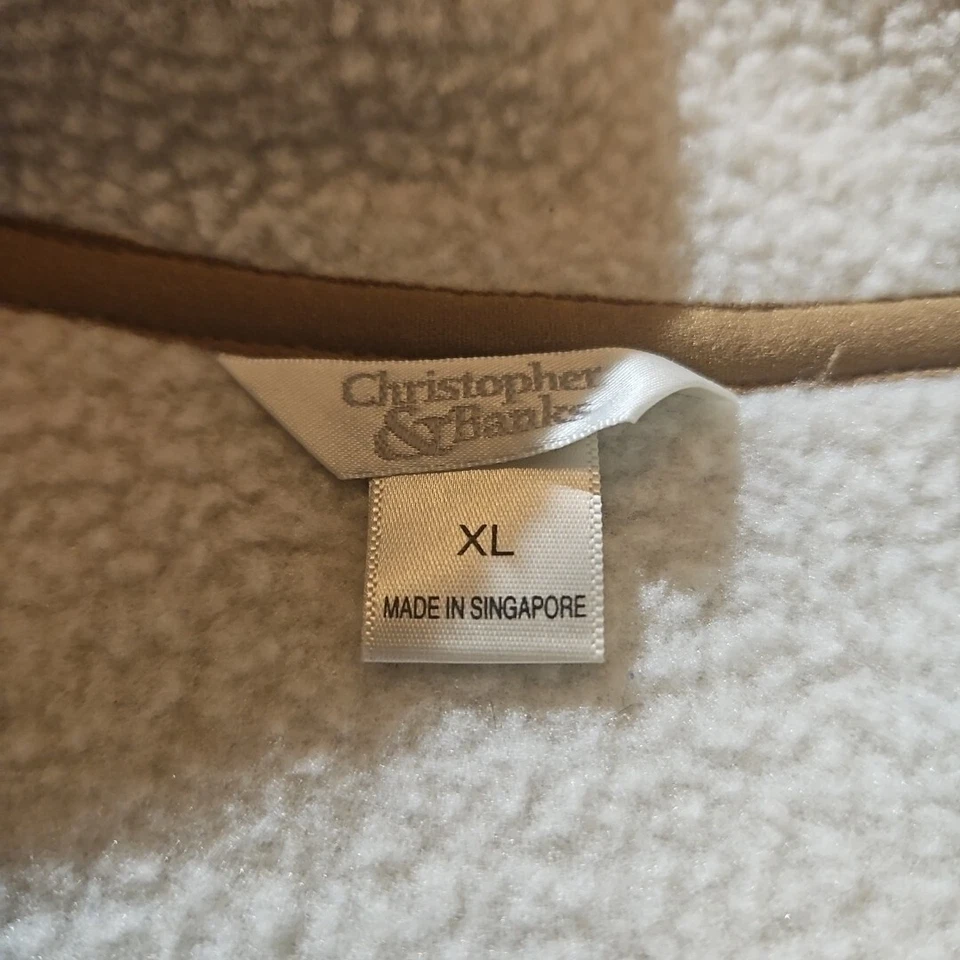 Christopher
& Banks
XL
MADE IN SINGAPORE